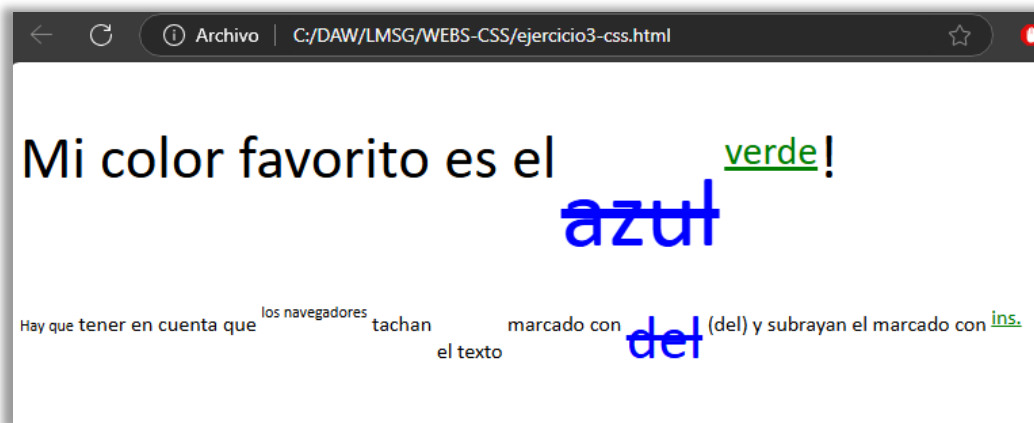 Archivo | C:/DAW/LMSG/WEBS-CSS/ejercicio3-css.html
Mi color favorito es el azul verde!
Hay que tener en cuenta que los navegadores tachan el texto marcado con del (del) y subrayan el marcado con ins.